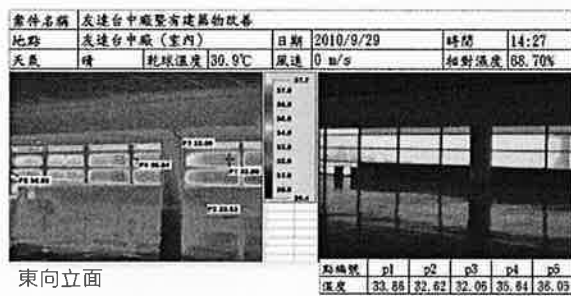 案件名稱 友達台中廠暨有建築物改善
地點 友達台中廠（室內） 日期 2010/9/29 時間 14:27
天氣 晴 乾球溫度 30.9℃ 風速 0 m/s 相對濕度 68.70%
東向立面
點編號 p1 p2 p3 p4 p5
溫度 33.86 32.62 32.06 35.64 36.05